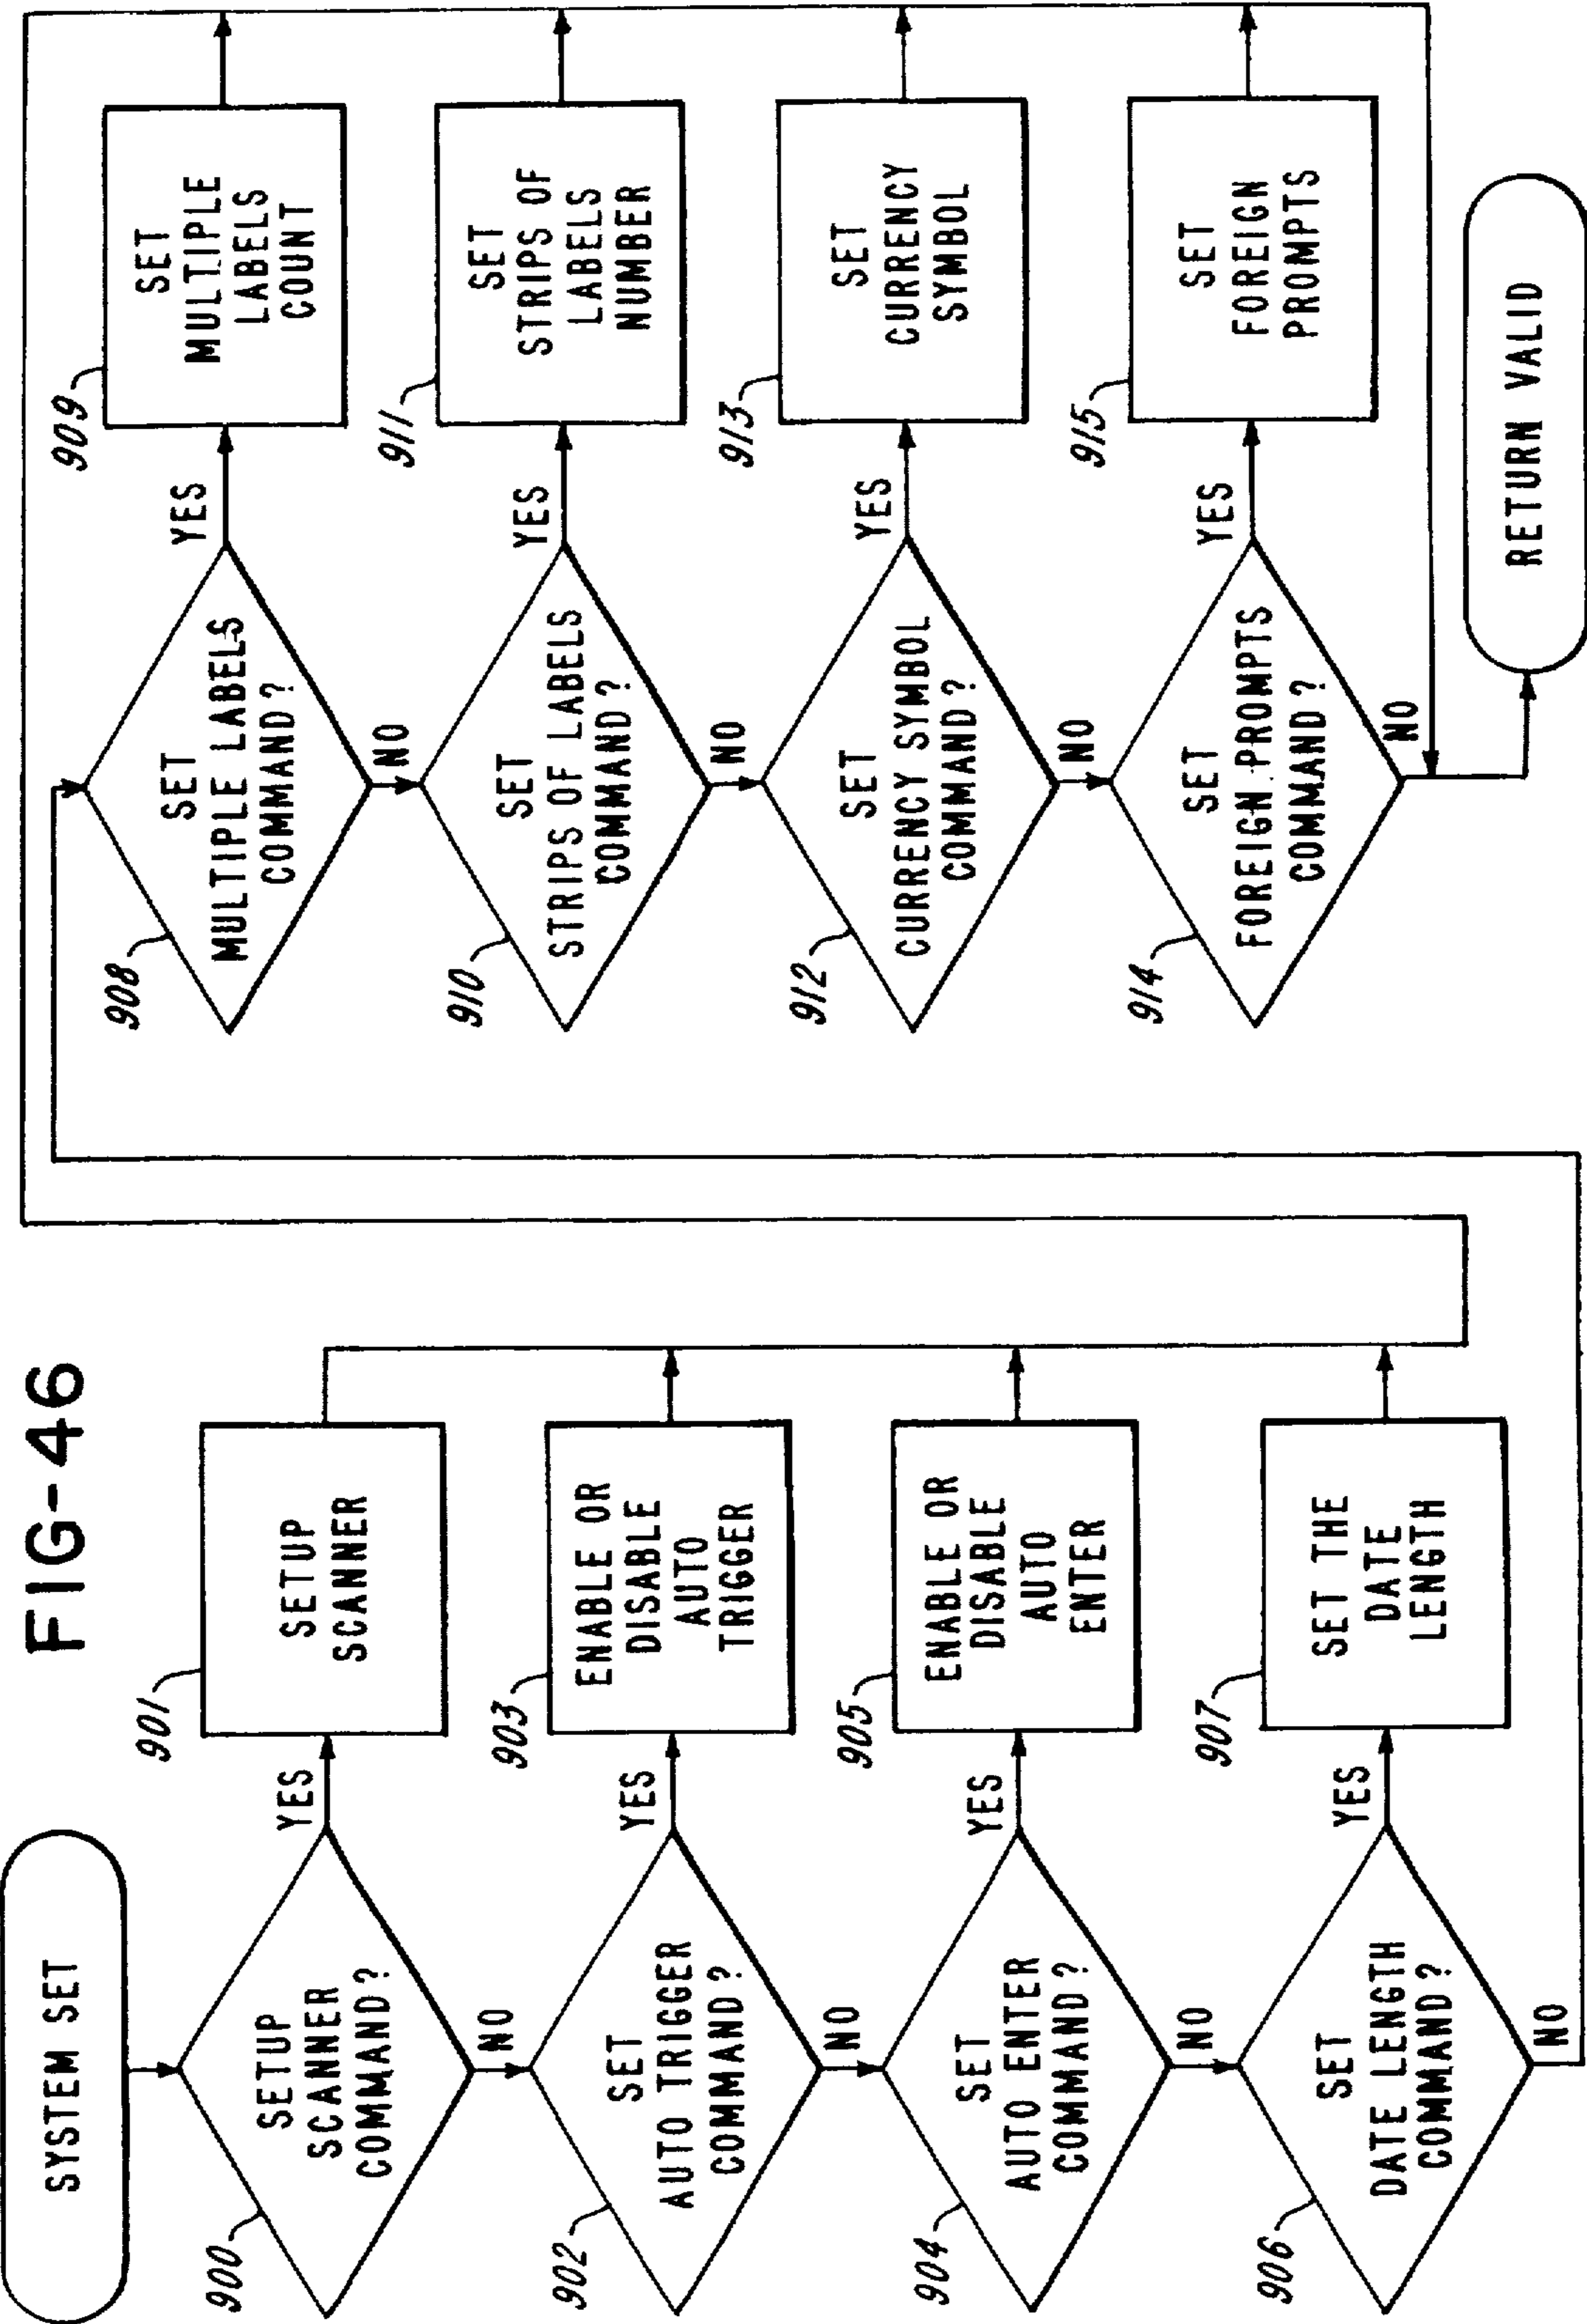 FIG-46
SYSTEM SET
900
SETUP
SCANNER
COMMAND?
YES
901
SETUP
SCANNER
NO
902
SET
AUTO TRIGGER
COMMAND?
YES
903
ENABLE OR
DISABLE
AUTO
TRIGGER
NO
904
SET
AUTO ENTER
COMMAND?
YES
905
ENABLE OR
DISABLE
AUTO
ENTER
NO
906
SET
DATE LENGTH
COMMAND?
YES
907
SET THE
DATE
LENGTH
NO
908
SET
MULTIPLE LABELS
COMMAND?
YES
909
SET
MULTIPLE
LABELS
COUNT
NO
910
SET
STRIPS OF LABELS
COMMAND?
YES
911
SET
STRIPS OF
LABELS
NUMBER
NO
912
SET
CURRENCY SYMBOL
COMMAND?
YES
913
SET
CURRENCY
SYMBOL
NO
914
SET
FOREIGN PROMPTS
COMMAND?
YES
915
SET
FOREIGN
PROMPTS
NO
RETURN VALID